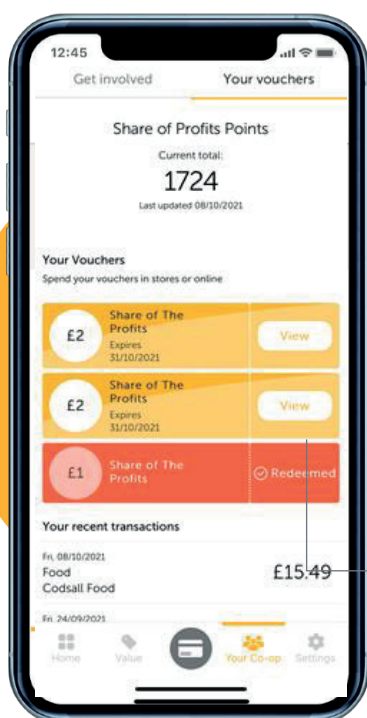 12:45
Get involved
Your vouchers
Share of Profits Points
Current total:
1724
Last updated 08/10/2021
Your Vouchers
Spend your vouchers in stores or online
£2
Share of The
Profits
Expires
31/10/2021
View
£2
Share of The
Profits
Expires
31/10/2021
View
£1
Share of The
Profits
Redeemed
Your recent transactions
Fri, 08/10/2021
Food
Codsall Food
£15.49
Fri, 24/09/2021
Home
Value
Your Co-op
Settings